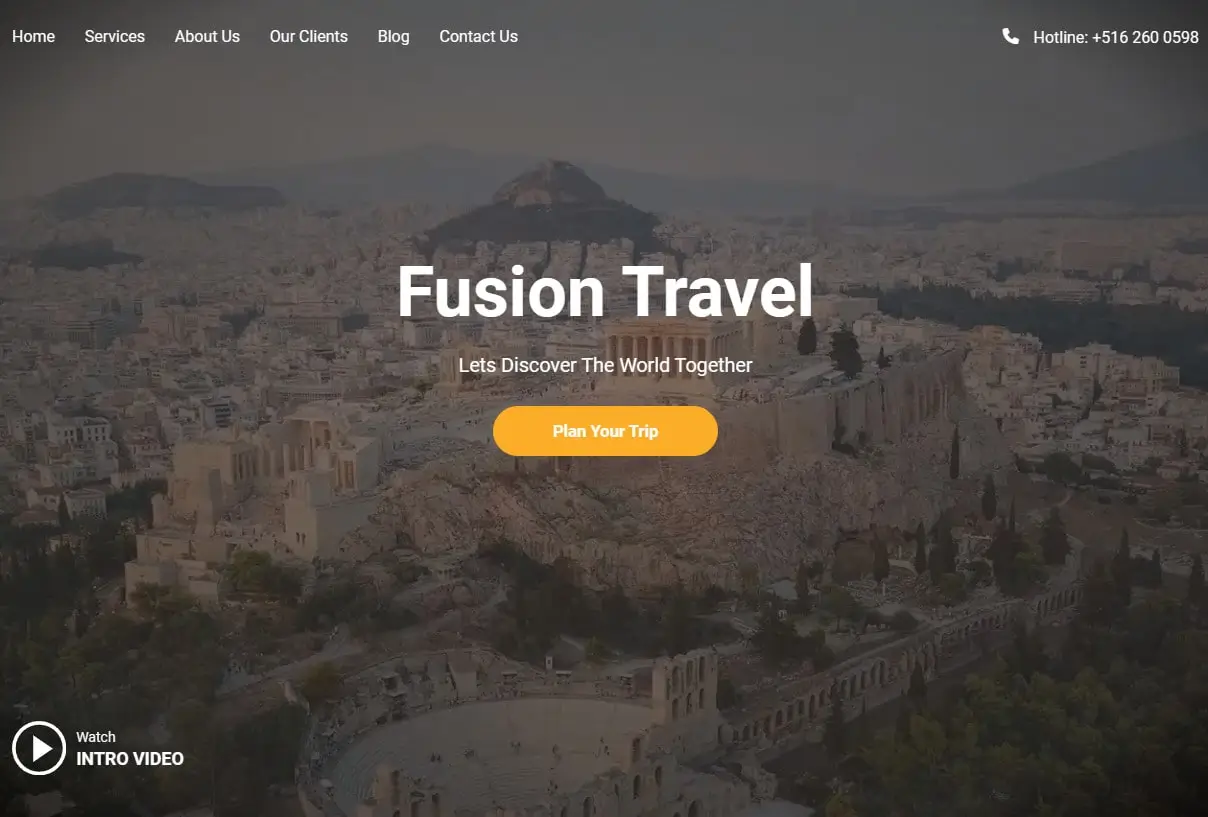 Home Services About Us Our Clients Blog Contact Us Hotline: +516 260 0598
Fusion Travel
Lets Discover The World Together
Plan Your Trip
Watch
INTRO VIDEO